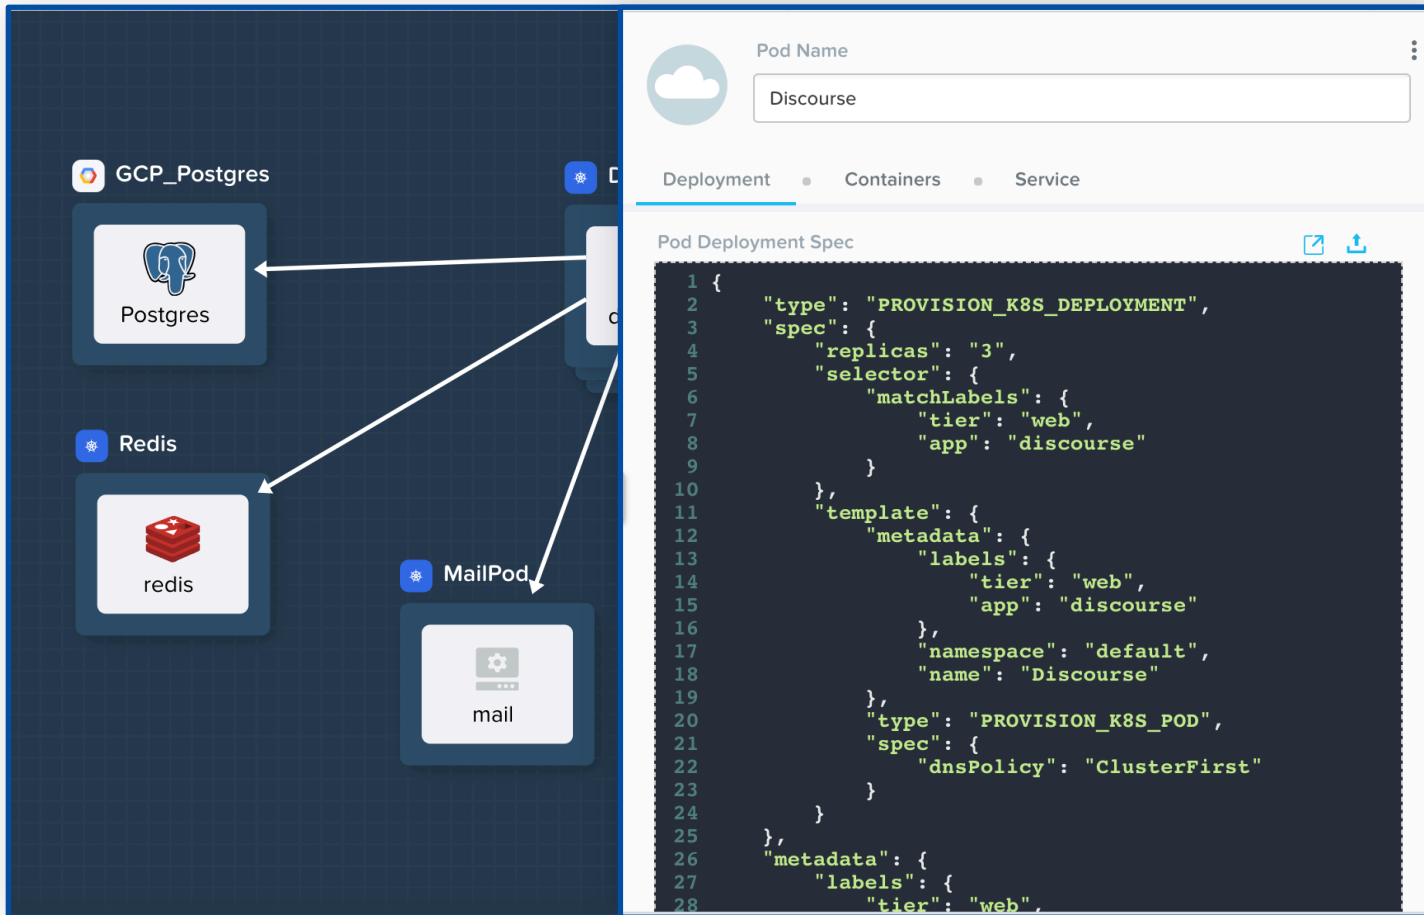 GCP_Postgres
Postgres
D
d
Redis
redis
MailPod
mail
Pod Name
Discourse
Deployment
Containers
Service
Pod Deployment Spec
1 {
2     "type": "PROVISION_K8S_DEPLOYMENT",
3     "spec": {
4         "replicas": "3",
5         "selector": {
6             "matchLabels": {
7                 "tier": "web",
8                 "app": "discourse"
9             }
10         },
11         "template": {
12             "metadata": {
13                 "labels": {
14                     "tier": "web",
15                     "app": "discourse"
16                 },
17                 "namespace": "default",
18                 "name": "Discourse"
19             },
20             "type": "PROVISION_K8S_POD",
21             "spec": {
22                 "dnsPolicy": "ClusterFirst"
23             }
24         }
25     },
26     "metadata": {
27         "labels": {
28             "tier": "web",